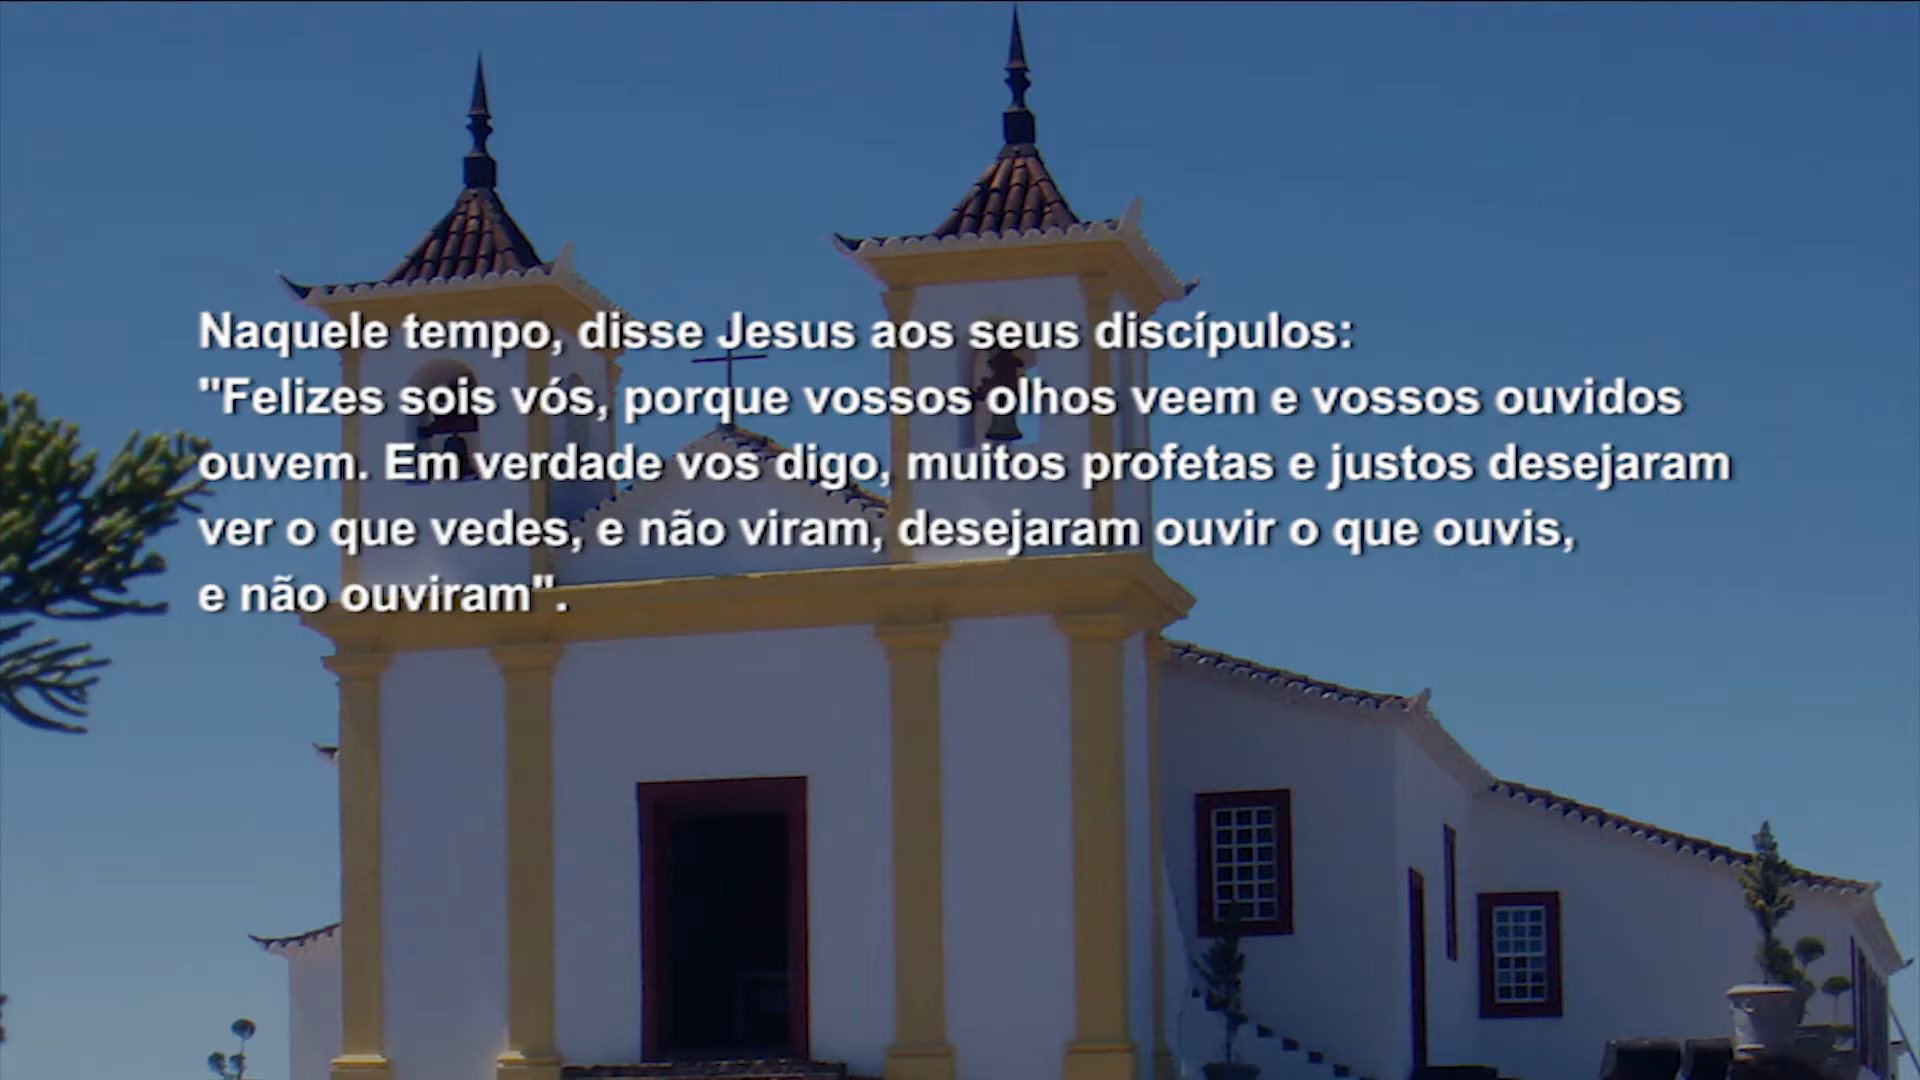 Naquele tempo, disse Jesus aos seus discípulos:
"Felizes sois vós, porque vossos olhos veem e vossos ouvidos
ouvem. Em verdade vos digo, muitos profetas e justos desejaram
ver o que vedes, e não viram, desejaram ouvir o que ouvis,
e não ouviram".